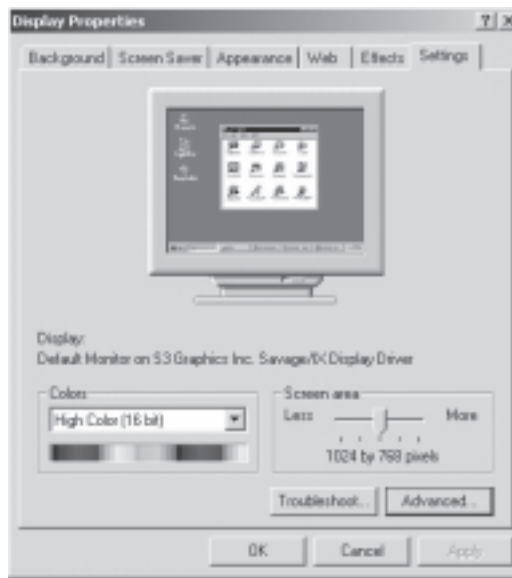 Display Properties
Background Screen Saver Appearance Web Effects Settings
Display:
Default Monitor on S3 Graphics Inc. Savage/IX Display Driver
Colors
High Color (16 bit)
Screen area
Less More
1024 by 768 pixels
Troubleshoot... Advanced...
OK Cancel Apply